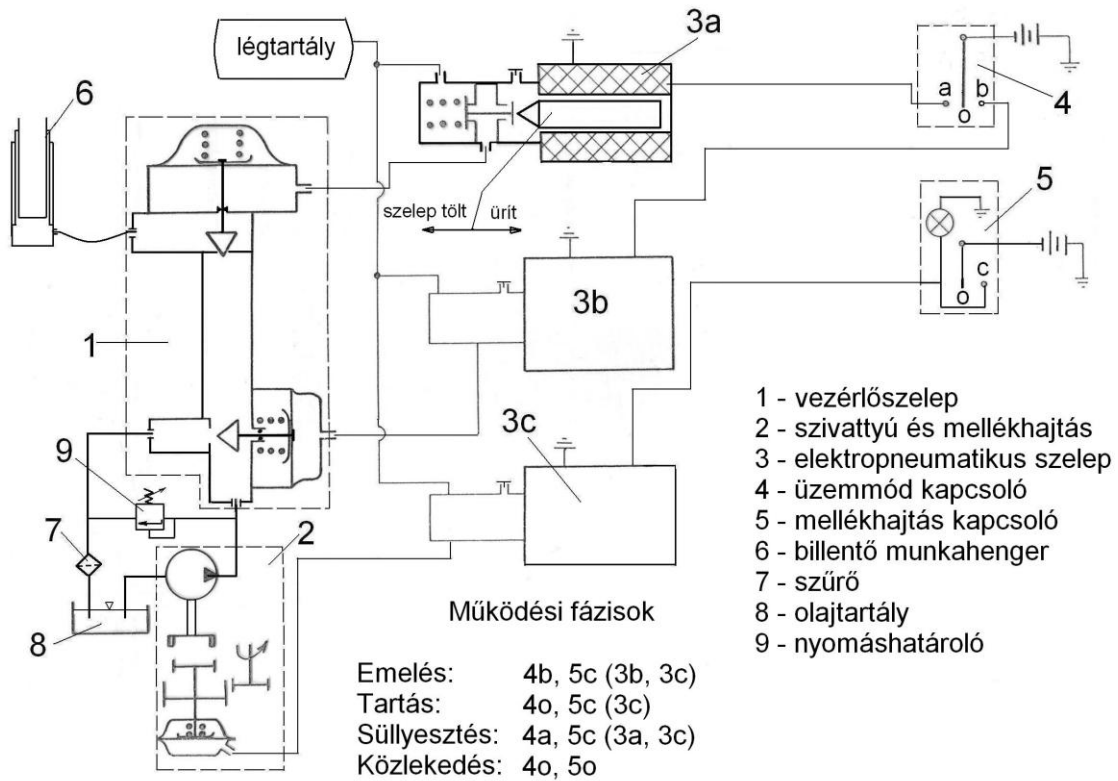 légtartály
3a
6
a
b
o
4
5
c
o
szelep tölt
ürít
3b
1
3c
9
7
2
8
1 - vezérlőszelep
2 - szivattyú és mellékhajtás
3 - elektropneumatikus szelep
4 - üzemmód kapcsoló
5 - mellékhajtás kapcsoló
6 - billentő munkahenger
7 - szűrő
8 - olajtartály
9 - nyomáshatároló
Működési fázisok
Emelés: 4b, 5c (3b, 3c)
Tartás: 4o, 5c (3c)
Süllyesztés: 4a, 5c (3a, 3c)
Közlekedés: 4o, 5o